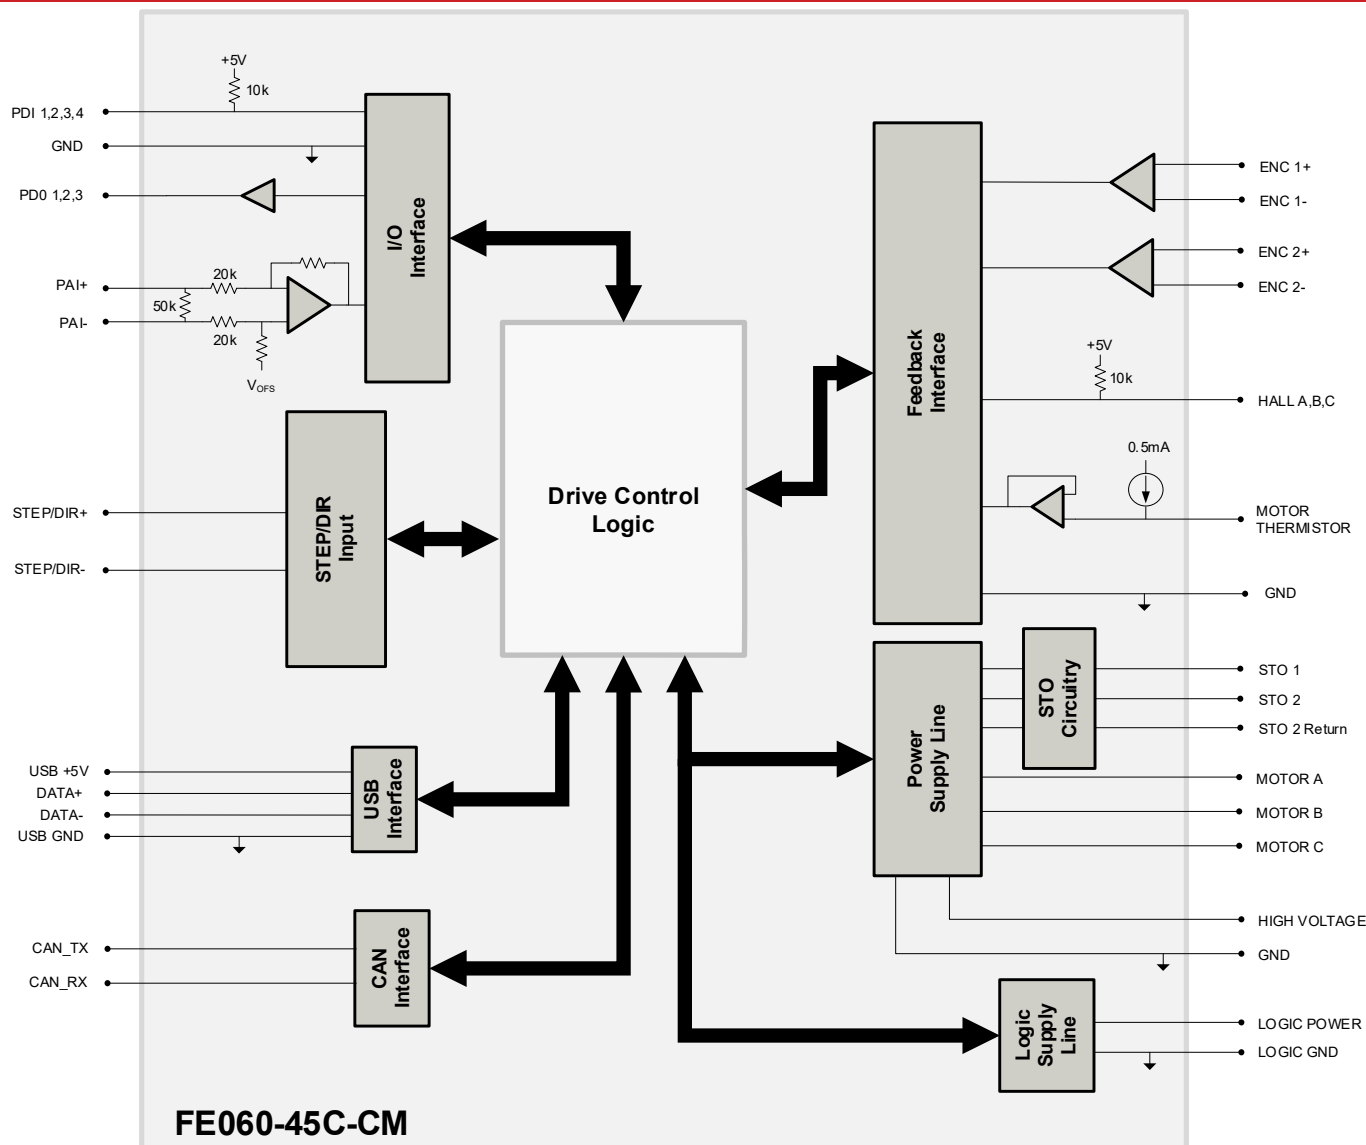 +5V
10k
PDI 1,2,3,4
GND
PD0 1,2,3
PAI+
20k
50k
PAI-
20k
VOFS
I/O
Interface
STEP/DIR+
STEP/DIR-
STEP/DIR
Input
USB +5V
DATA+
DATA-
USB GND
USB
Interface
CAN_TX
CAN_RX
CAN
Interface
Drive Control
Logic
Feedback
Interface
ENC 1+
ENC 1-
ENC 2+
ENC 2-
+5V
10k
HALL A,B,C
0.5mA
MOTOR
THERMISTOR
GND
Power
Supply Line
STO
Circuitry
STO 1
STO 2
STO 2 Return
MOTOR A
MOTOR B
MOTOR C
HIGH VOLTAGE
GND
Logic
Supply
Line
LOGIC POWER
LOGIC GND
FE060-45C-CM